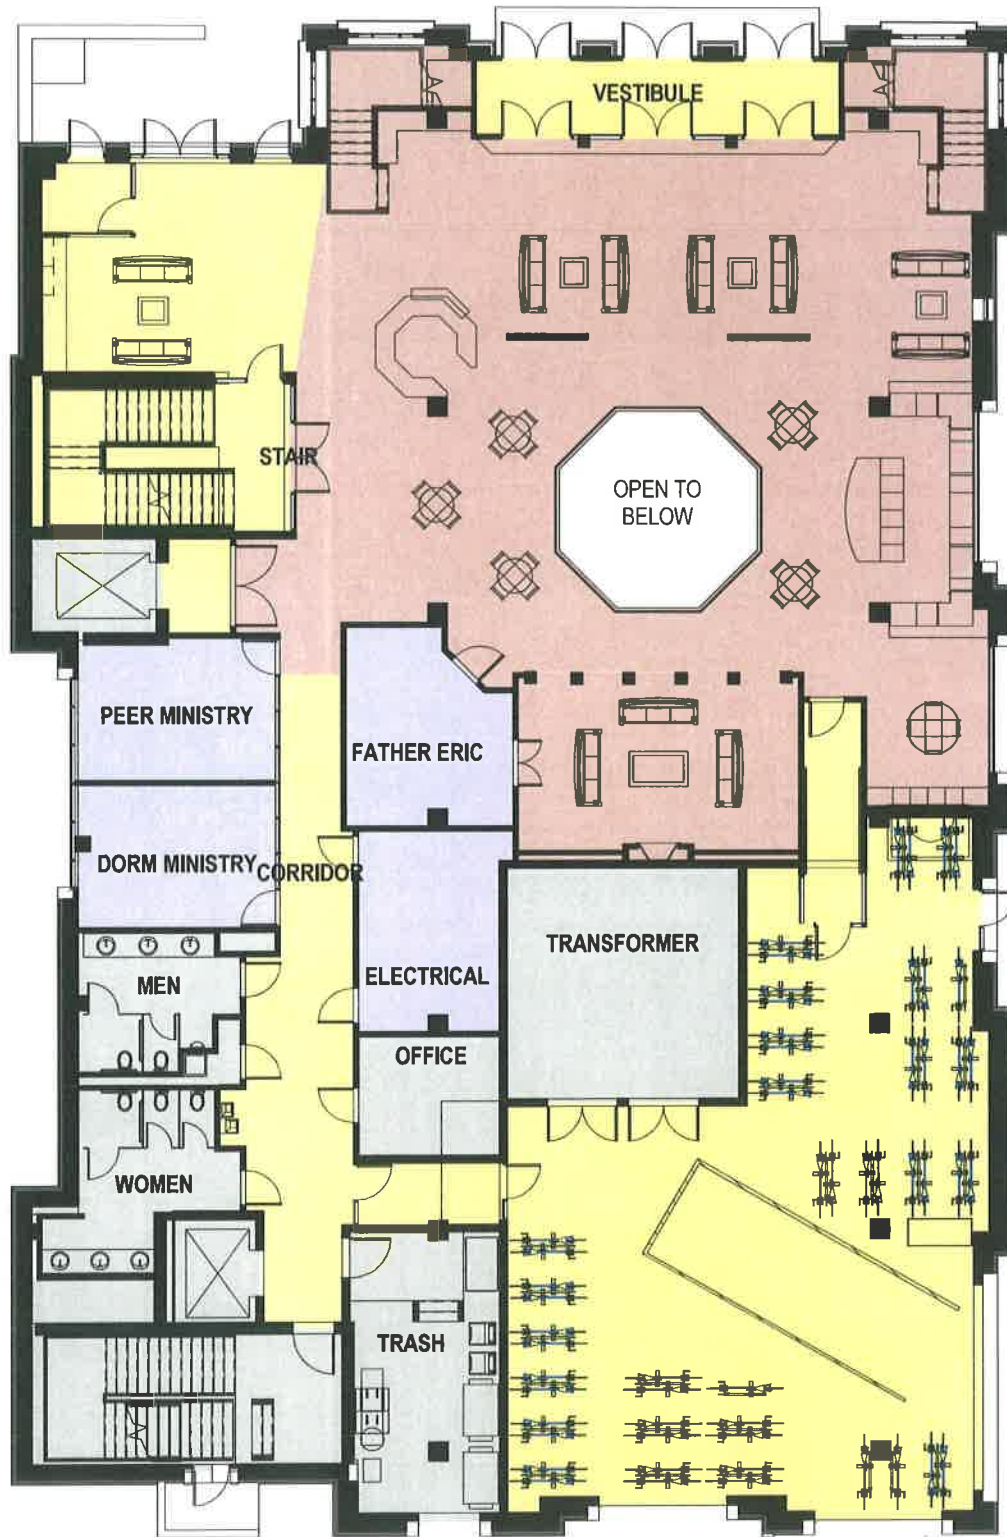 VESTIBULE
STAIR
OPEN TO
BELOW
PEER MINISTRY
FATHER ERIC
DORM MINISTRY
CORRIDOR
TRANSFORMER
MEN
ELECTRICAL
OFFICE
WOMEN
TRASH